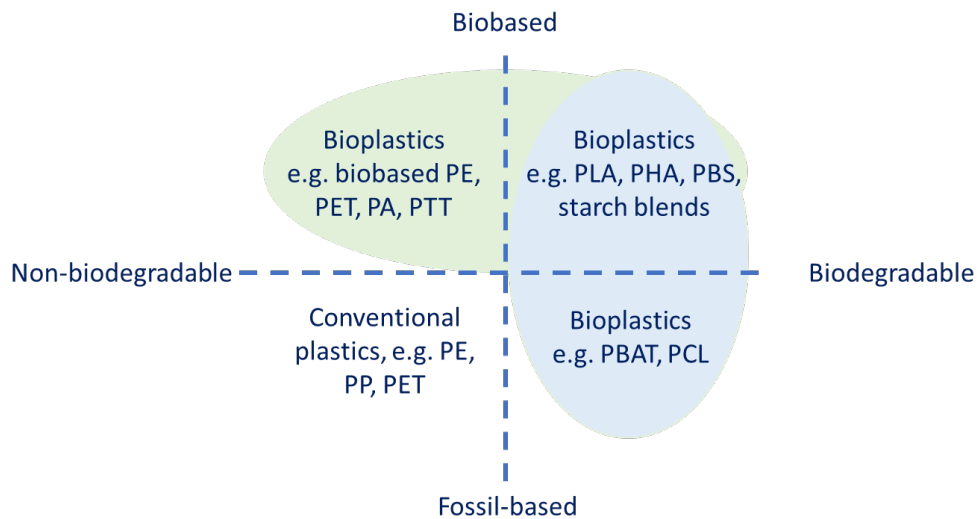 Biobased
Bioplastics
e.g. biobased PE,
PET, PA, PTT
Bioplastics
e.g. PLA, PHA, PBS,
starch blends
Non-biodegradable
Biodegradable
Conventional
plastics, e.g. PE,
PP, PET
Bioplastics
e.g. PBAT, PCL
Fossil-based